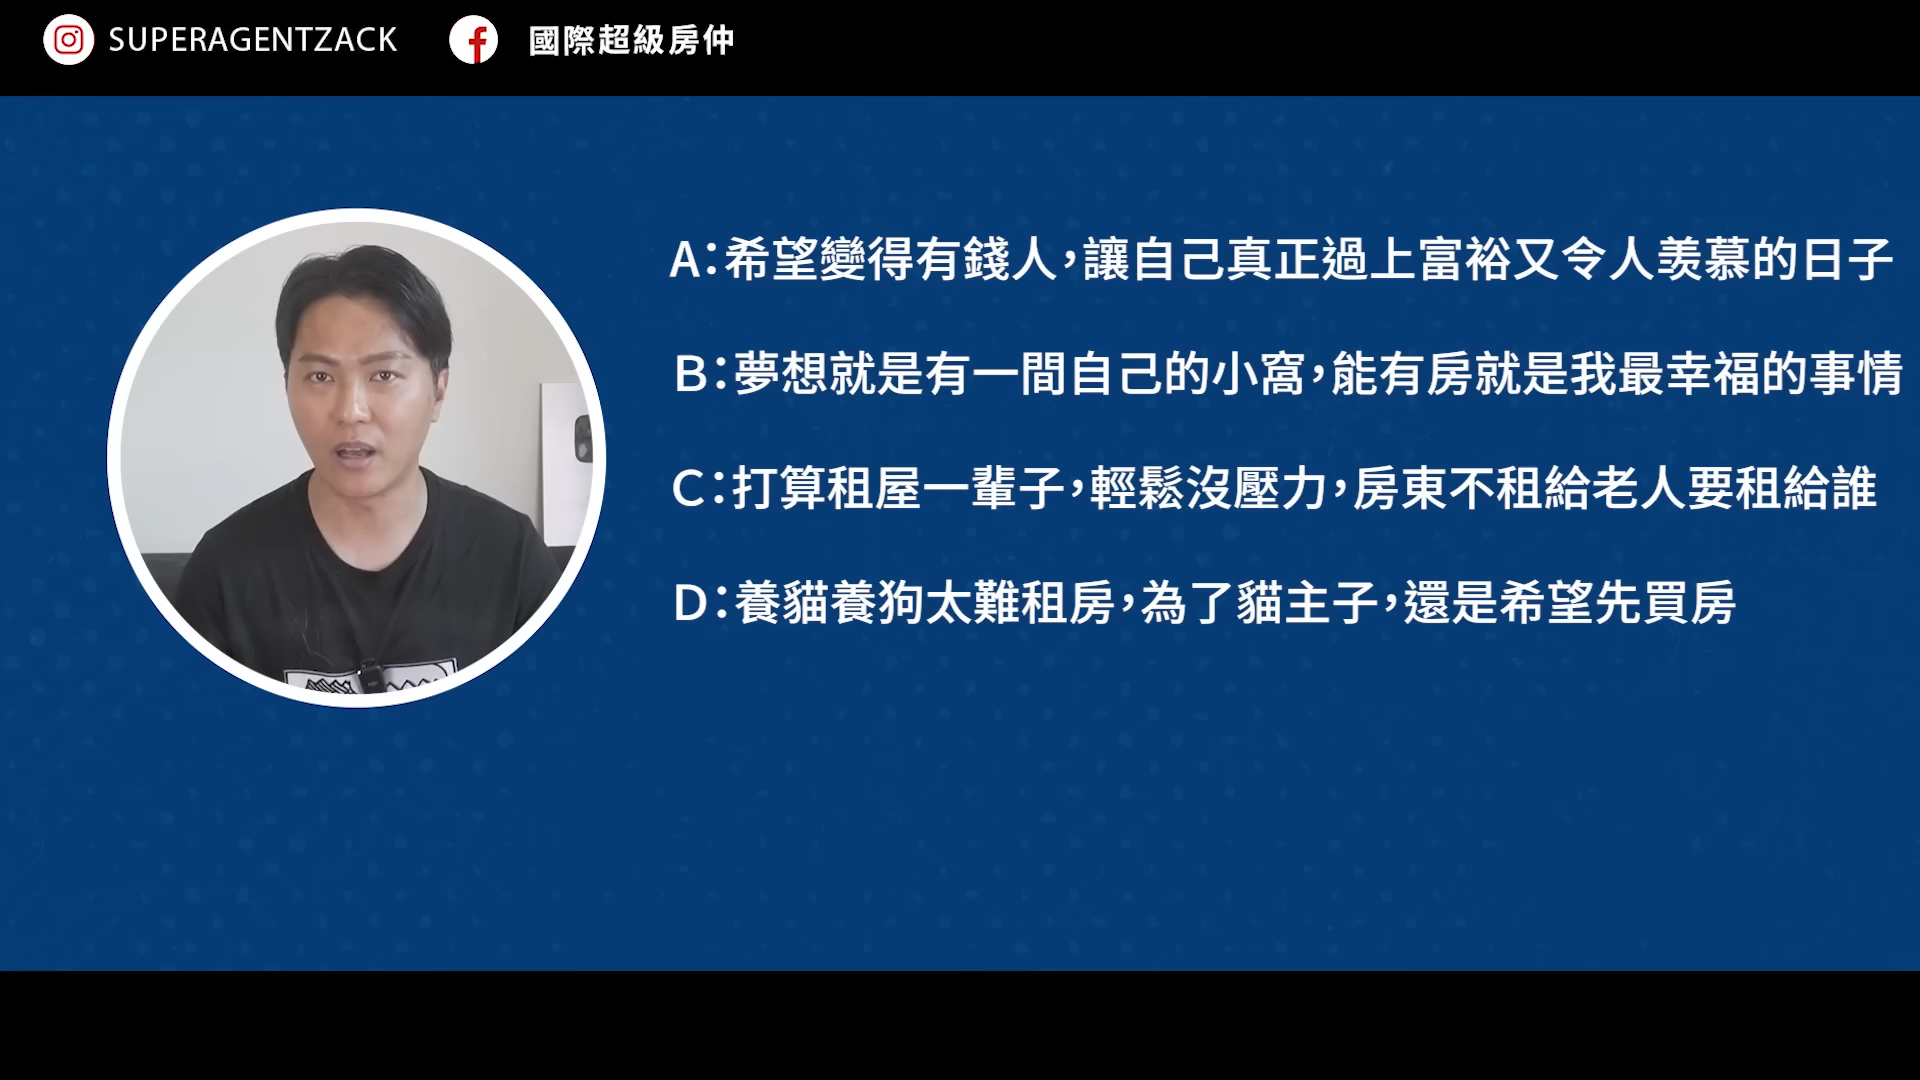 SUPERAGENTZACK
國際超級房仲
A：希望變得有錢人，讓自己真正過上富裕又令人羨慕的日子
B：夢想就是有一間自己的小窩，能有房就是我最幸福的事情
C：打算租屋一輩子，輕鬆沒壓力，房東不租給老人要租給誰
D：養貓養狗太難租房，為了貓主子，還是希望先買房